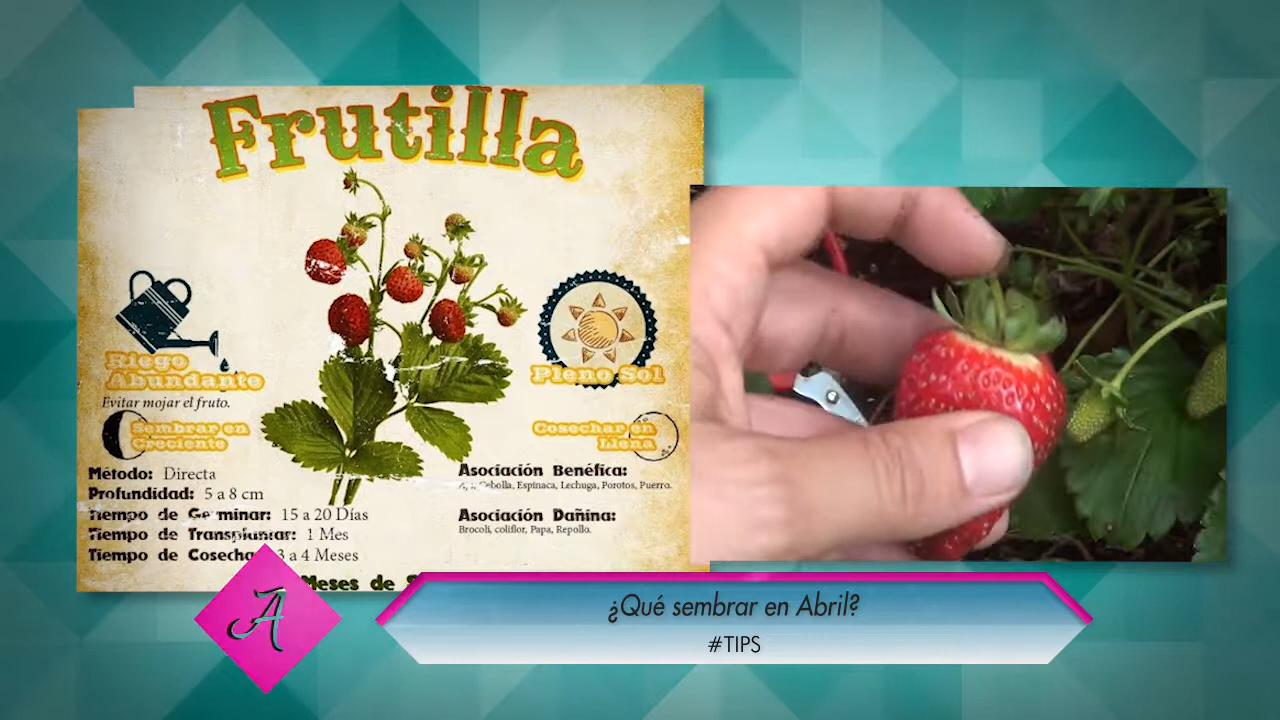 Frutilla
Riego
Abundante
Evitar mojar el fruto.
Sembrar en
Creciente
Pleno Sol
Cosechar en
Llena
Método: Directa
Profundidad: 5 a 8 cm
Tiempo de Germinar: 15 a 20 Días
Tiempo de Transplantar: 1 Mes
Tiempo de Cosecha 3 a 4 Meses
Meses de
Asociación Benéfica:
Cebolla, Espinaca, Lechuga, Porotos, Puerro.
Asociación Dañina:
Brocoli, coliflor, Papa, Repollo.
A
¿Qué sembrar en Abril?
#TIPS